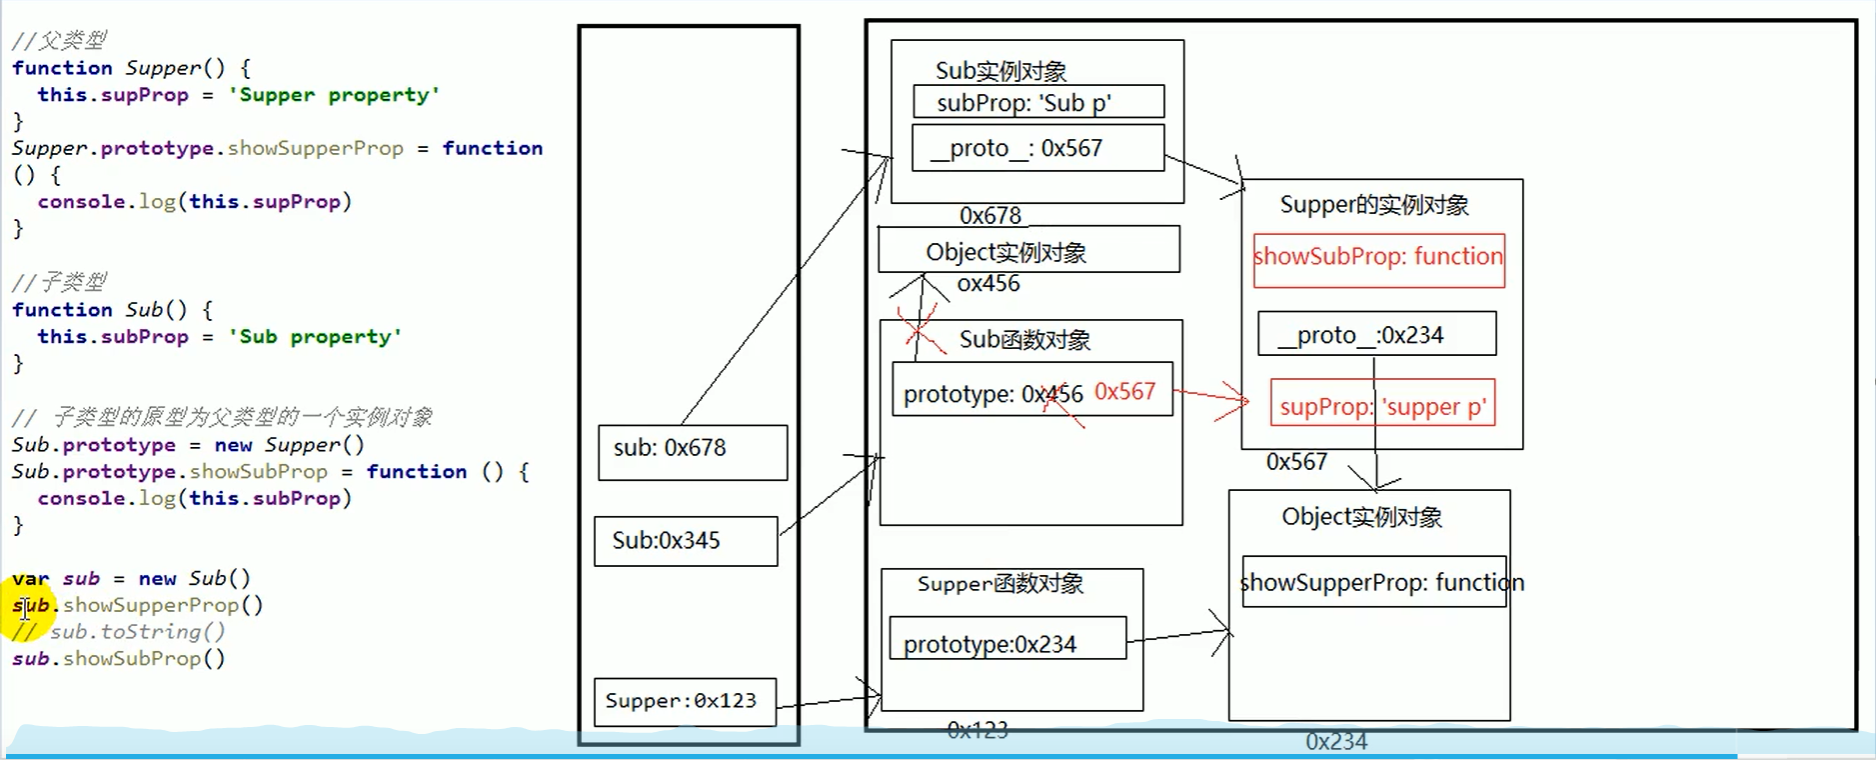 //父类型
function Supper() {
  this.supProp = 'Supper property'
}
Supper.prototype.showSupperProp = function
() {
  console.log(this.supProp)
}
//子类型
function Sub() {
  this.subProp = 'Sub property'
}
// 子类型的原型为父类型的一个实例对象
Sub.prototype = new Supper()
Sub.prototype.showSubProp = function () {
  console.log(this.subProp)
}
var sub = new Sub()
sub.showSupperProp()
// sub.toString()
sub.showSubProp()
sub: 0x678
Sub:0x345
Supper:0x123
Sub实例对象
subProp: 'Sub p'
__proto__: 0x567
0x678
Object实例对象
ox456
Sub函数对象
prototype: 0x456 0x567
Supper函数对象
prototype:0x234
0x123
Supper的实例对象
showSubProp: function
__proto__:0x234
supProp: 'supper p'
0x567
Object实例对象
showSupperProp: function
0x234